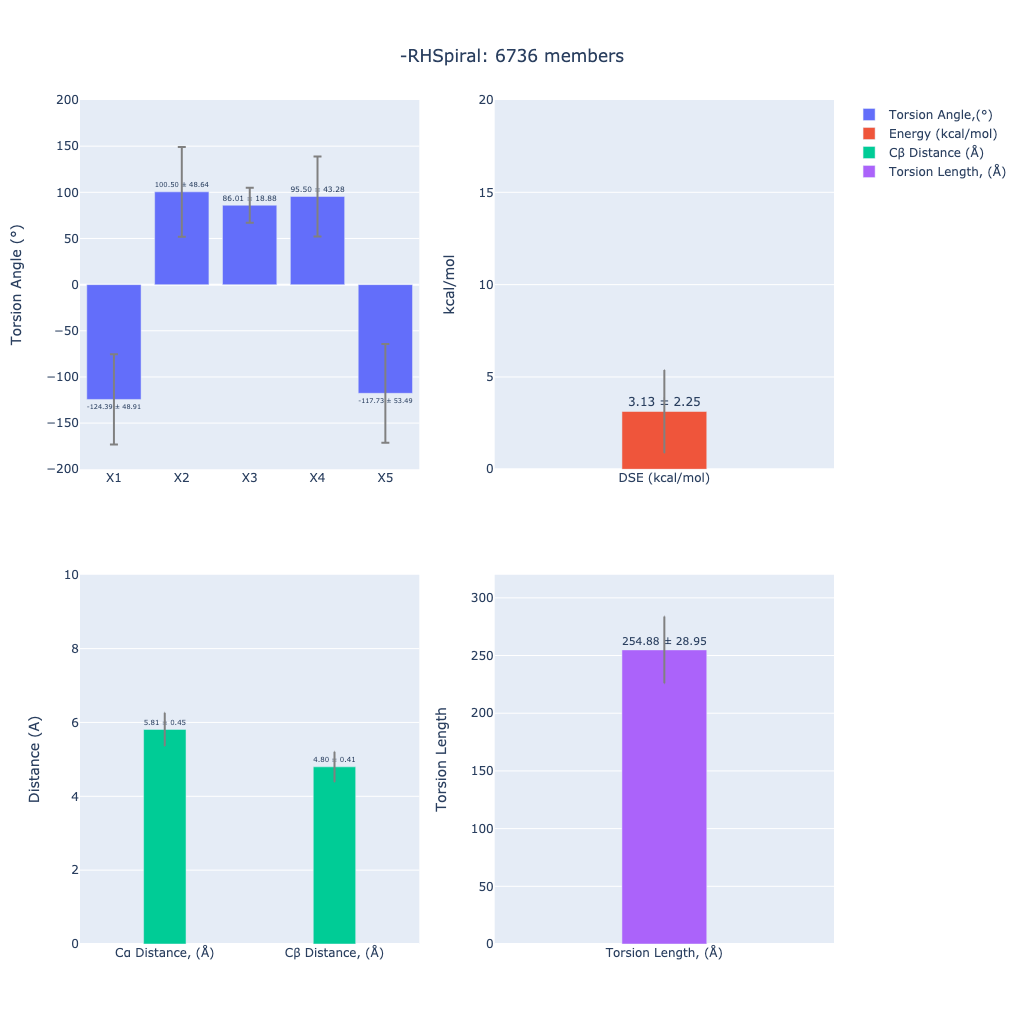 -RHSpiral: 6736 members
Torsion Angle (°)
200
150
100
50
0
−50
−100
−150
−200
100.50 ± 48.64
86.01 ± 18.88
95.50 ± 43.28
-124.39 ± 48.91
-117.73 ± 53.49
X1
X2
X3
X4
X5
kcal/mol
20
15
10
5
0
3.13 ± 2.25
DSE (kcal/mol)
Torsion Angle,(°)
Energy (kcal/mol)
Cβ Distance (Å)
Torsion Length, (Å)
Distance (A)
10
8
6
4
2
0
5.81 ± 0.45
4.80 ± 0.41
Cα Distance, (Å)
Cβ Distance, (Å)
Torsion Length
300
250
200
150
100
50
0
254.88 ± 28.95
Torsion Length, (Å)